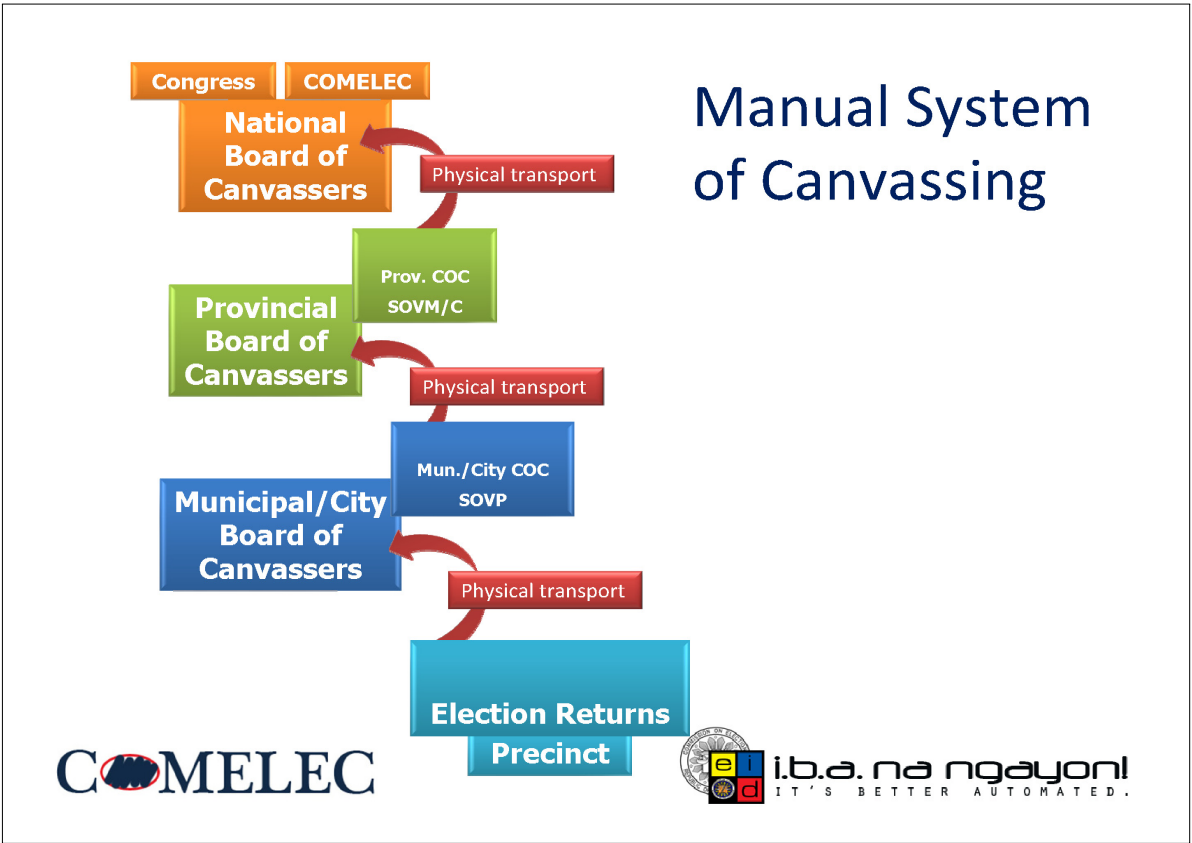 Manual System
of Canvassing
Congress
COMELEC
National
Board of
Canvassers
Physical transport
Prov. COC
SOVM/C
Provincial
Board of
Canvassers
Physical transport
Mun./City COC
SOVP
Municipal/City
Board of
Canvassers
Physical transport
Election Returns
Precinct
COMELEC
e i d
i.b.a. na ngayon!
IT'S BETTER AUTOMATED.